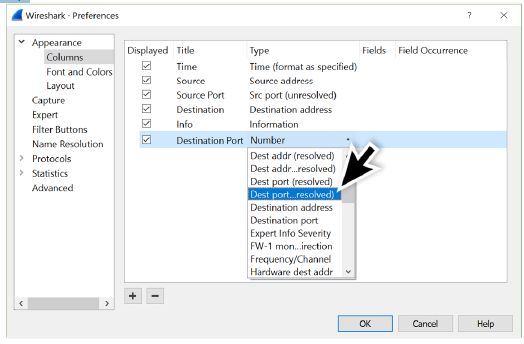 Wireshark · Preferences
? ×
Appearance
Columns
Font and Colors
Layout
Capture
Expert
Filter Buttons
Name Resolution
Protocols
Statistics
Advanced
Displayed Title Type Fields Field Occurrence
Time Time (format as specified)
Source Source address
Source Port Src port (unresolved)
Destination Destination address
Info Information
Destination Port Number
Dest addr (resolved)
Dest addr...resolved)
Dest port (resolved)
Dest port...resolved)
Destination address
Destination port
Expert Info Severity
FW-1 mon...irection
Frequency/Channel
Hardware dest addr
+ −
OK Cancel Help